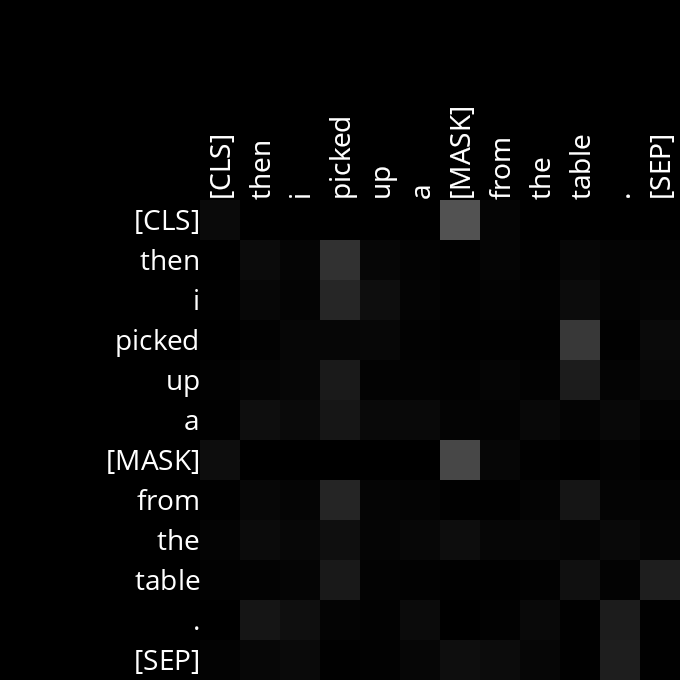 [CLS] then i picked up a [MASK] from the table . [SEP]
[CLS]
then
i
picked
up
a
[MASK]
from
the
table
.
[SEP]